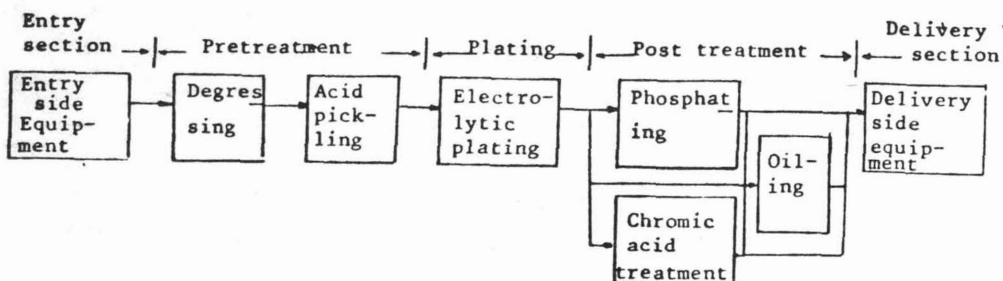 Entry
section
Pretreatment
Plating
Post treatment
Delivery
section
Entry
side
Equip-
ment
Degres
sing
Acid
pick-
ling
Electro-
lytic
plating
Phosphat
ing
Oil-
ing
Chromic
acid
treatment
Delivery
side
equip-
ment